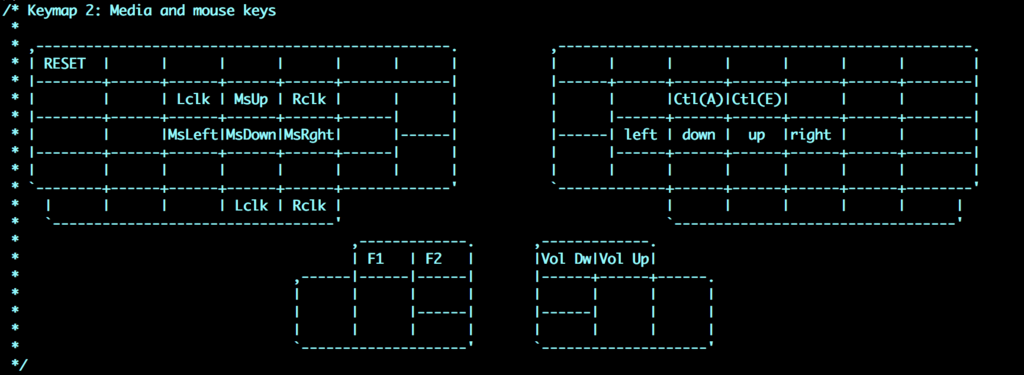 /* Keymap 2: Media and mouse keys
 *
 * ,--------------------------------------------------.           ,--------------------------------------------------.
 * | RESET  |      |      |      |      |      |      |           |      |      |      |      |      |      |        |
 * |--------+------+------+------+------+-------------|           |------+------+------+------+------+------+--------|
 * |        |      | Lclk | MsUp | Rclk |      |      |           |      |      |Ctl(A)|Ctl(E)|      |      |        |
 * |--------+------+------+------+------+------|      |           |      |------+------+------+------+------+--------|
 * |        |      |MsLeft|MsDown|MsRght|      |------|           |------| left | down |  up  |right |      |        |
 * |--------+------+------+------+------+------|      |           |      |------+------+------+------+------+--------|
 * |        |      |      |      |      |      |      |           |      |      |      |      |      |      |        |
 * `--------+------+------+------+------+-------------'           `-------------+------+------+------+------+--------'
 *   |      |      |      | Lclk | Rclk |                                       |      |      |      |      |      |
 *   `----------------------------------'                                       `----------------------------------'
 *                                        ,-------------.       ,-------------.
 *                                        | F1   | F2   |       |Vol Dw|Vol Up|
 *                                 ,------|------|------|       |------+------+------.
 *                                 |      |      |      |       |      |      |      |
 *                                 |      |      |------|       |------|      |      |
 *                                 |      |      |      |       |      |      |      |
 *                                 `--------------------'       `--------------------'
 */